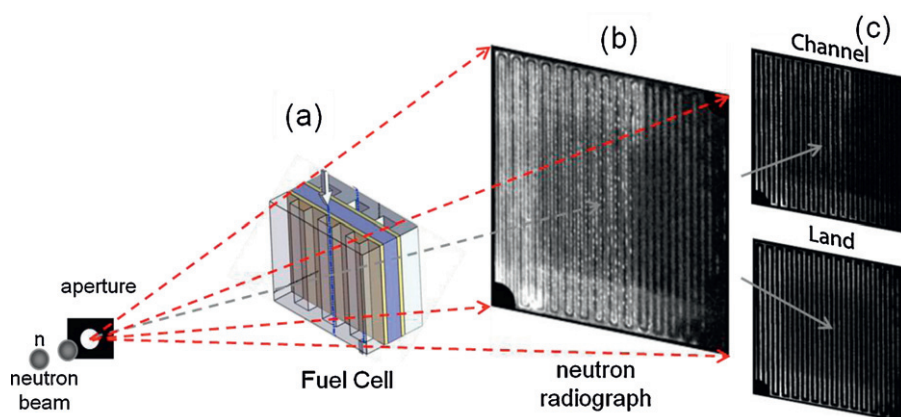 (a)
(b)
(c)
Channel
Land
aperture
n
neutron
beam
Fuel Cell
neutron
radiograph